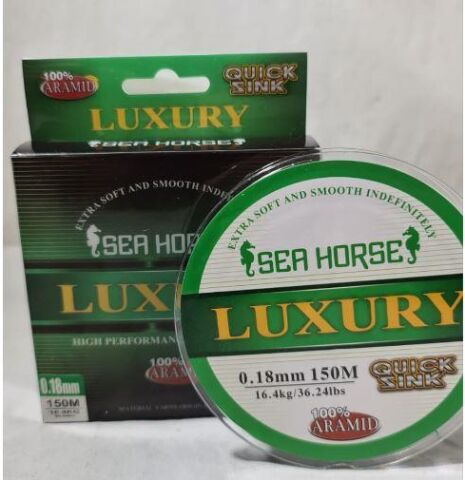 100%
ARAMID
QUICK
SINK
LUXURY
SEA HORSE
EXTRA SOFT AND SMOOTH INDEFINITELY
SEA HORSE
LUXURY
HIGH PERFORMANCE
100%
ARAMID
0.18mm
150M
EXTRA SOFT AND SMOOTH INDEFINITELY
SEA HORSE
LUXURY
0.18mm 150M
16.4kg/36.24lbs
QUICK
SINK
100%
ARAMID